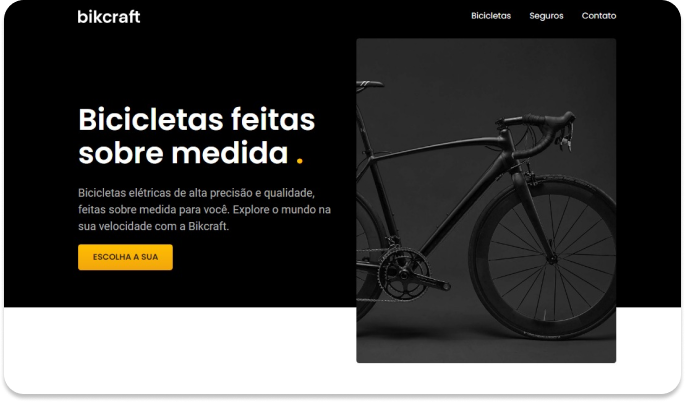 bikcraft
Bicicletas
Seguros
Contato
Bicicletas feitas
sobre medida .
Bicicletas elétricas de alta precisão e qualidade,
feitas sobre medida para você. Explore o mundo na
sua velocidade com a Bikcraft.
ESCOLHA A SUA